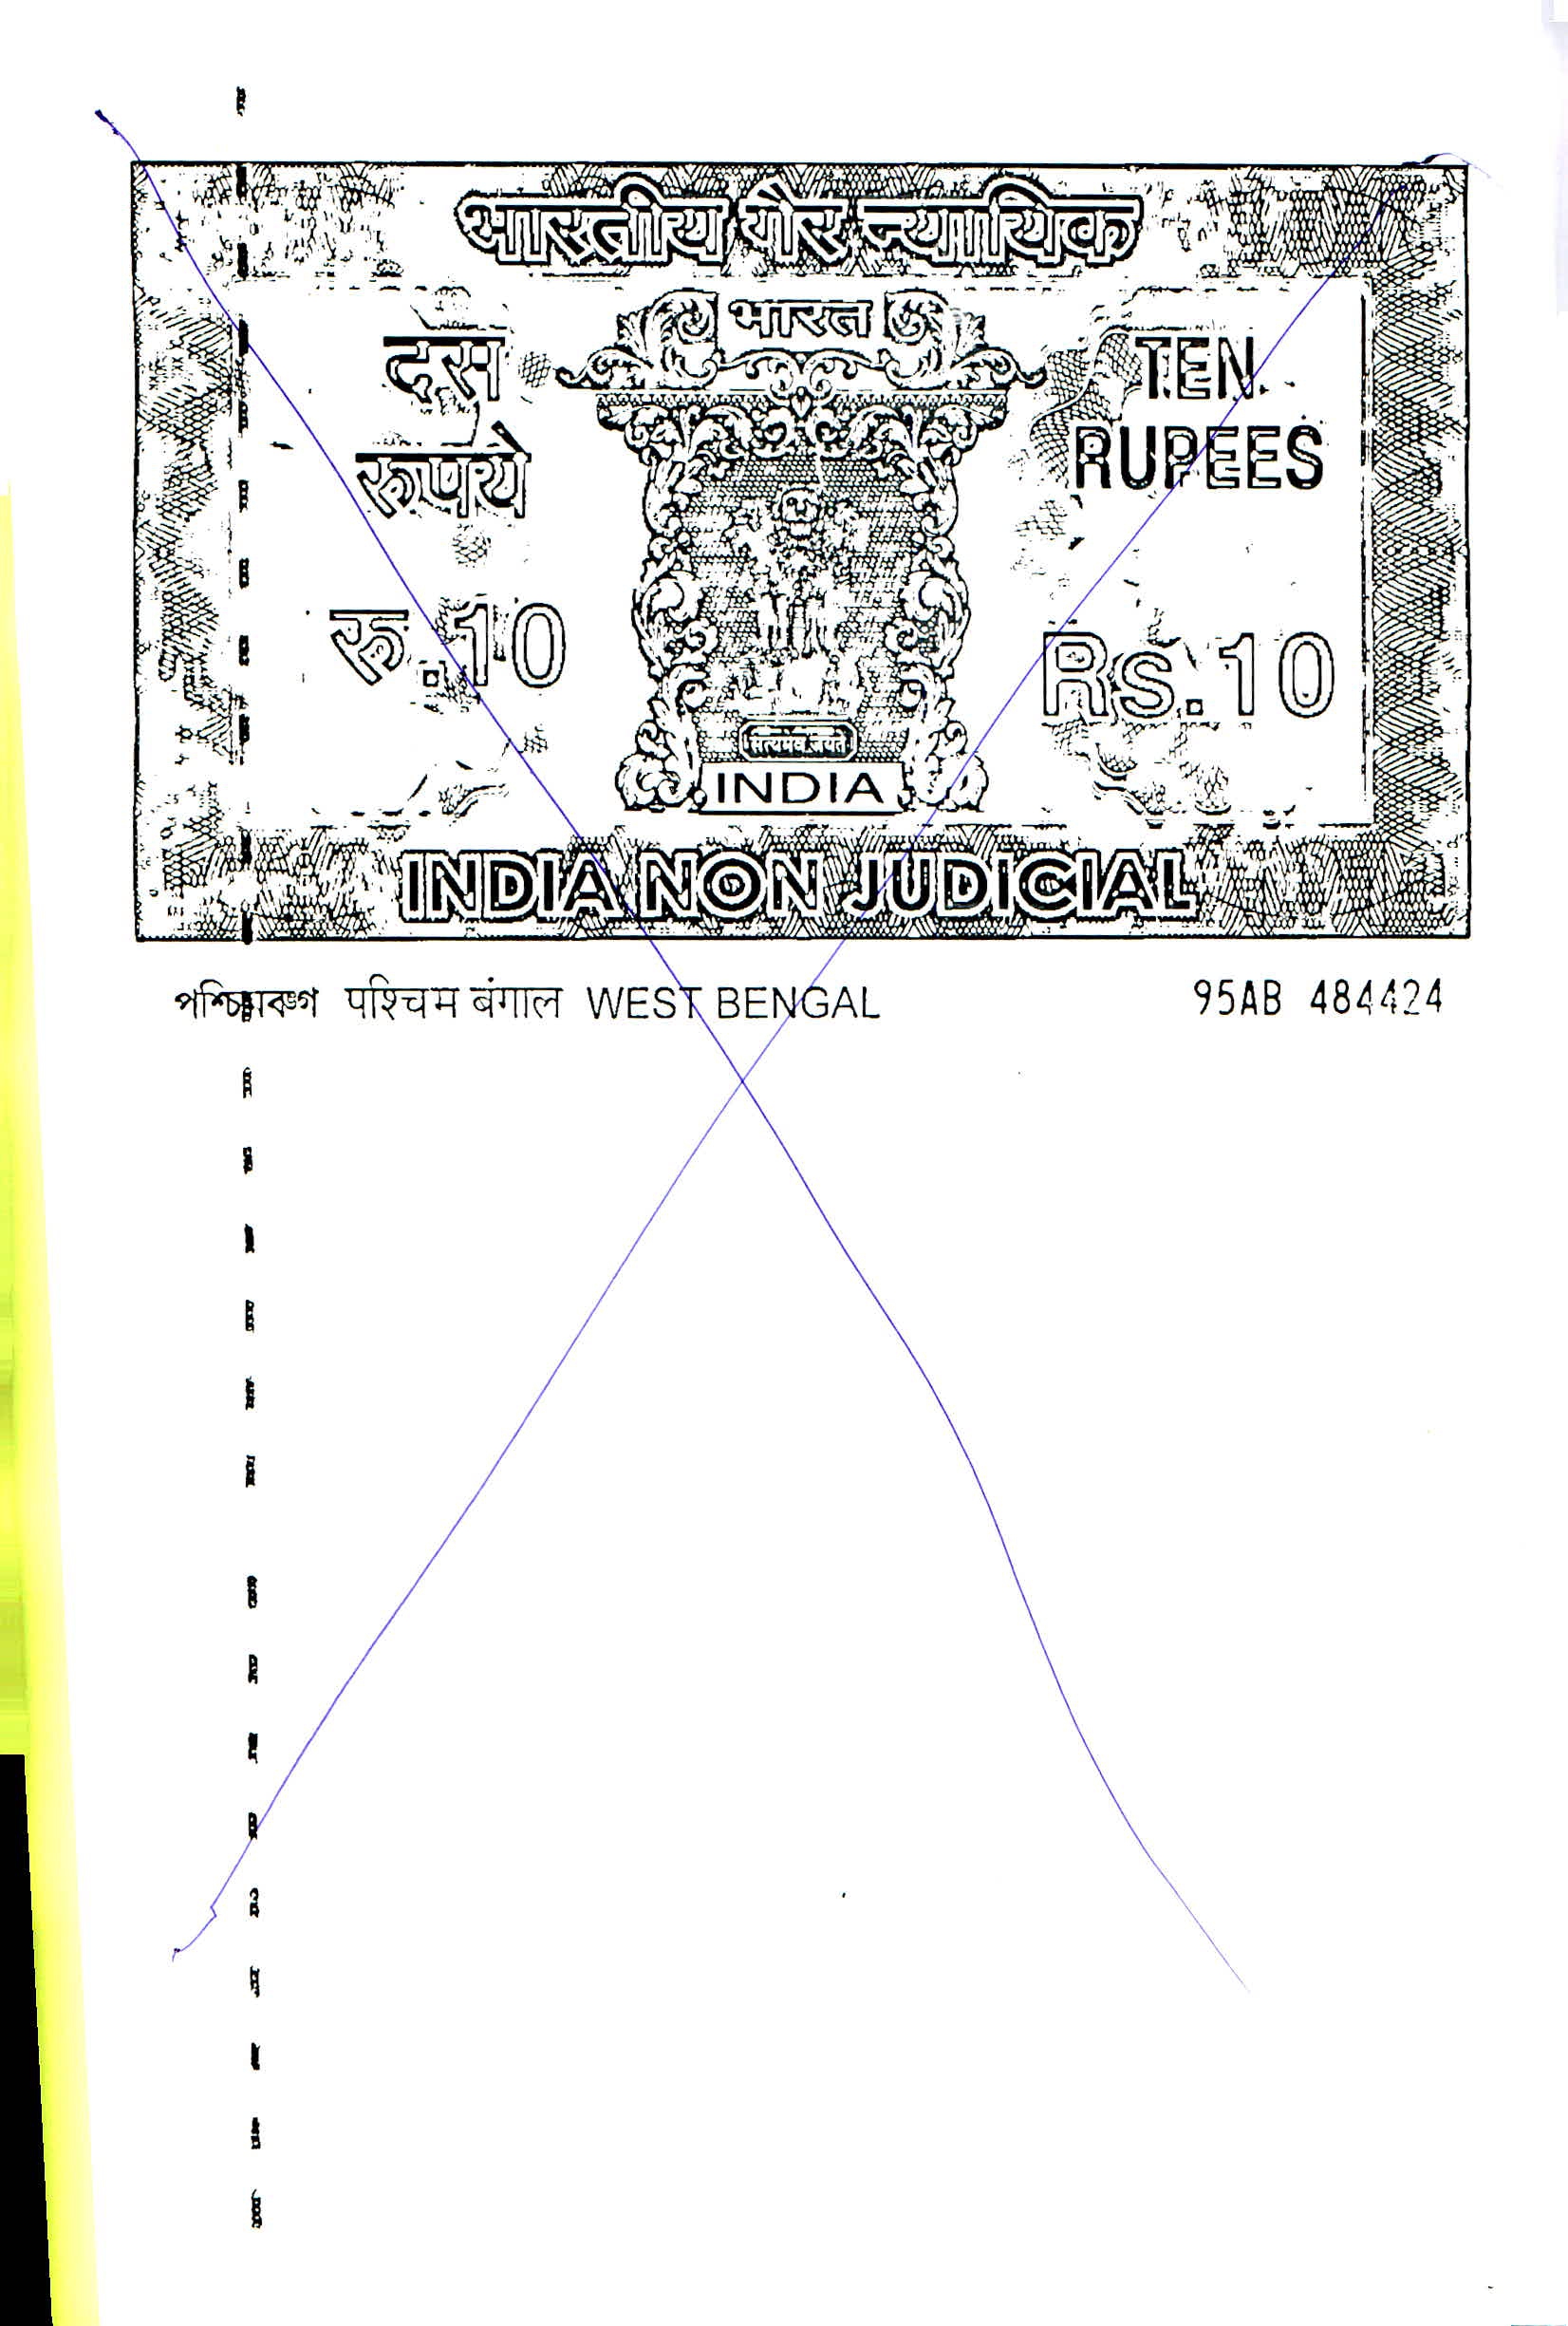 भारतीय गैर न्यायिक
भारत
दस
रूपये
TEN
RUPEES
रु.10
Rs.10
सत्यमेव जयते
INDIA
INDIA NON JUDICIAL
পশ্চিমবঙ্গ पश्चिम बंगाल WEST BENGAL
95AB 484424